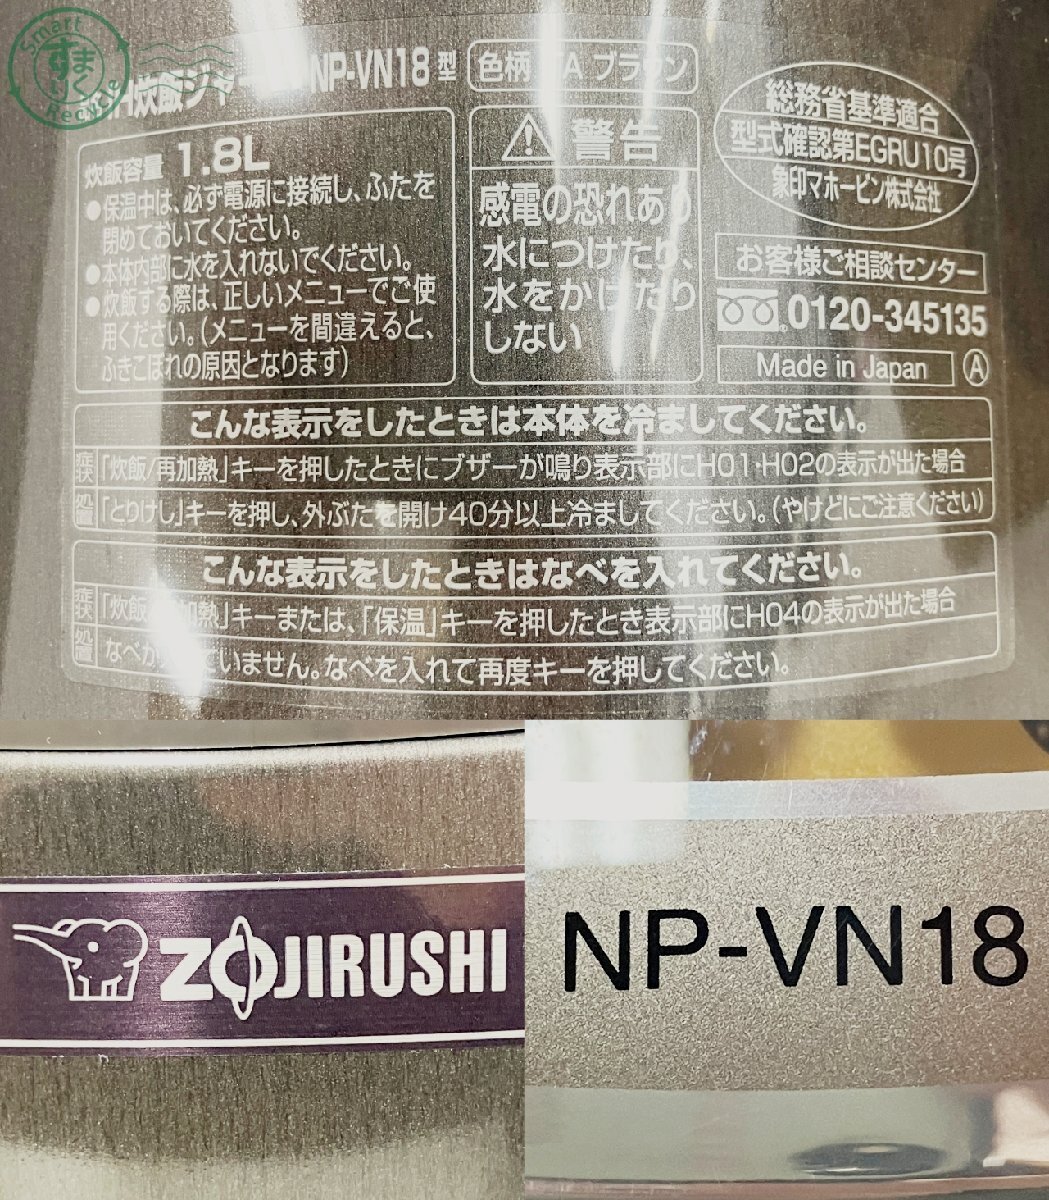 Smart
すまりく
Recycle
炊飯ジャー NP-VN18型
色柄 A ブラウン
炊飯容量 1.8L
●保温中は、必ず電源に接続し、ふたを
閉めておいてください。
●本体内部に水を入れないでください。
●炊飯する際は、正しいメニューでご使
用ください。(メニューを間違えると、
ふきこぼれの原因となります)
警告
感電の恐れあり
水につけたり、
水をかけたり
しない
総務省基準適合
型式確認第EGRU10号
象印マホービン株式会社
お客様ご相談センター
0120-345135
Made in Japan Ⓐ
こんな表示をしたときは本体を冷ましてください。
症状 「炊飯/再加熱」キーを押したときにブザーが鳴り表示部にH01・H02の表示が出た場合
処置 「とりけし」キーを押し、外ぶたを開け40分以上冷ましてください。(やけどにご注意ください)
こんな表示をしたときはなべを入れてください。
症状 「炊飯/再加熱」キーまたは、「保温」キーを押したとき表示部にH04の表示が出た場合
処置 なべが ございません。なべを入れて再度キーを押してください。
ZOJIRUSHI
NP-VN18